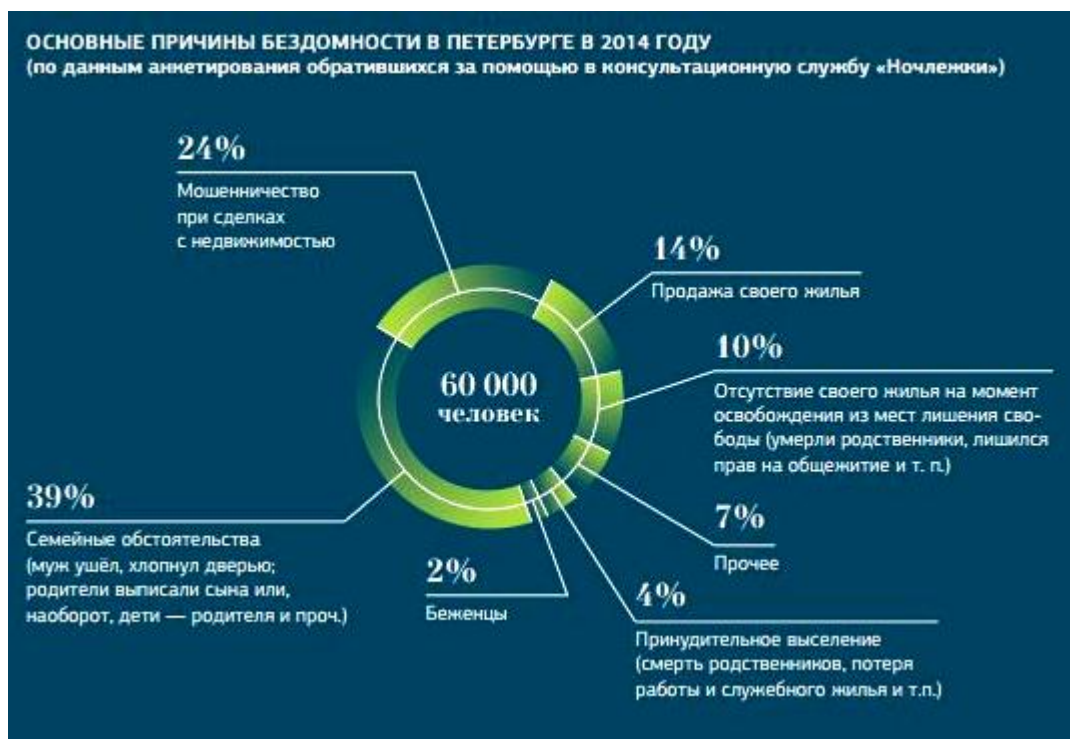 ОСНОВНЫЕ ПРИЧИНЫ БЕЗДОМНОСТИ В ПЕТЕРБУРГЕ В 2014 ГОДУ
(по данным анкетирования обратившихся за помощью в консультационную службу «Ночлежки»)
24%
Мошенничество
при сделках
с недвижимостью
14%
Продажа своего жилья
10%
Отсутствие своего жилья на момент
освобождения из мест лишения сво-
боды (умерли родственники, лишился
прав на общежитие и т. п.)
60 000
человек
39%
Семейные обстоятельства
(муж ушёл, хлопнул дверью;
родители выписали сына или,
наоборот, дети — родителя и проч.)
7%
Прочее
2%
Беженцы
4%
Принудительное выселение
(смерть родственников, потеря
работы и служебного жилья и т.п.)